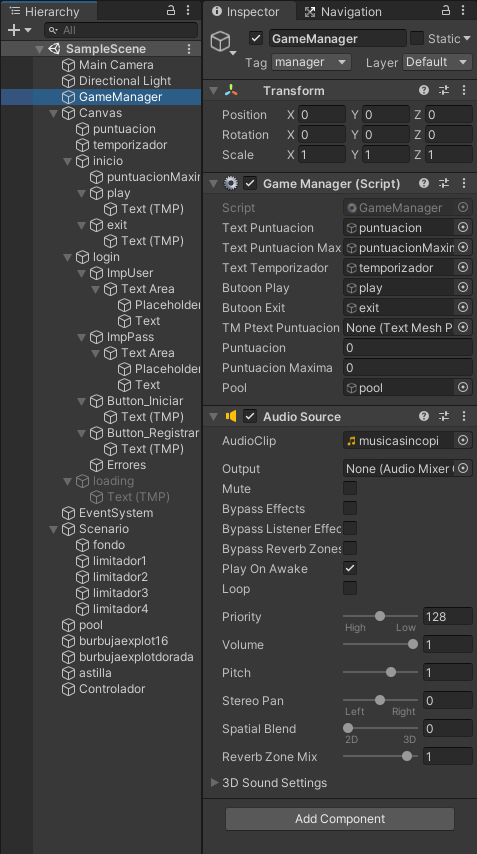 Hierarchy
All
SampleScene
Main Camera
Directional Light
GameManager
Canvas
puntuacion
temporizador
inicio
puntuacionMaxin
play
Text (TMP)
exit
Text (TMP)
login
ImpUser
Text Area
Placeholder
Text
ImpPass
Text Area
Placeholder
Text
Button_Iniciar
Text (TMP)
Button_Registrar
Text (TMP)
Errores
loading
Text (TMP)
EventSystem
Scenario
fondo
limitador1
limitador2
limitador3
limitador4
pool
burbujaexplot16
burbujaexplotdorada
astilla
Controlador
Inspector Navigation
GameManager Static
Tag manager Layer Default
Transform
Position X 0 Y 0 Z 0
Rotation X 0 Y 0 Z 0
Scale X 1 Y 1 Z 1
Game Manager (Script)
Script GameManager
Text Puntuacion puntuacion
Text Puntuacion Max puntuacionMaxin
Text Temporizador temporizador
Butoon Play play
Butoon Exit exit
TM Ptext Puntuacion None (Text Mesh P
Puntuacion 0
Puntuacion Maxima 0
Pool pool
Audio Source
AudioClip musicasincopi
Output None (Audio Mixer
Mute
Bypass Effects
Bypass Listener Effec
Bypass Reverb Zones
Play On Awake
Loop
Priority 128
High Low
Volume 1
Pitch 1
Stereo Pan 0
Left Right
Spatial Blend 0
2D 3D
Reverb Zone Mix 1
3D Sound Settings
Add Component